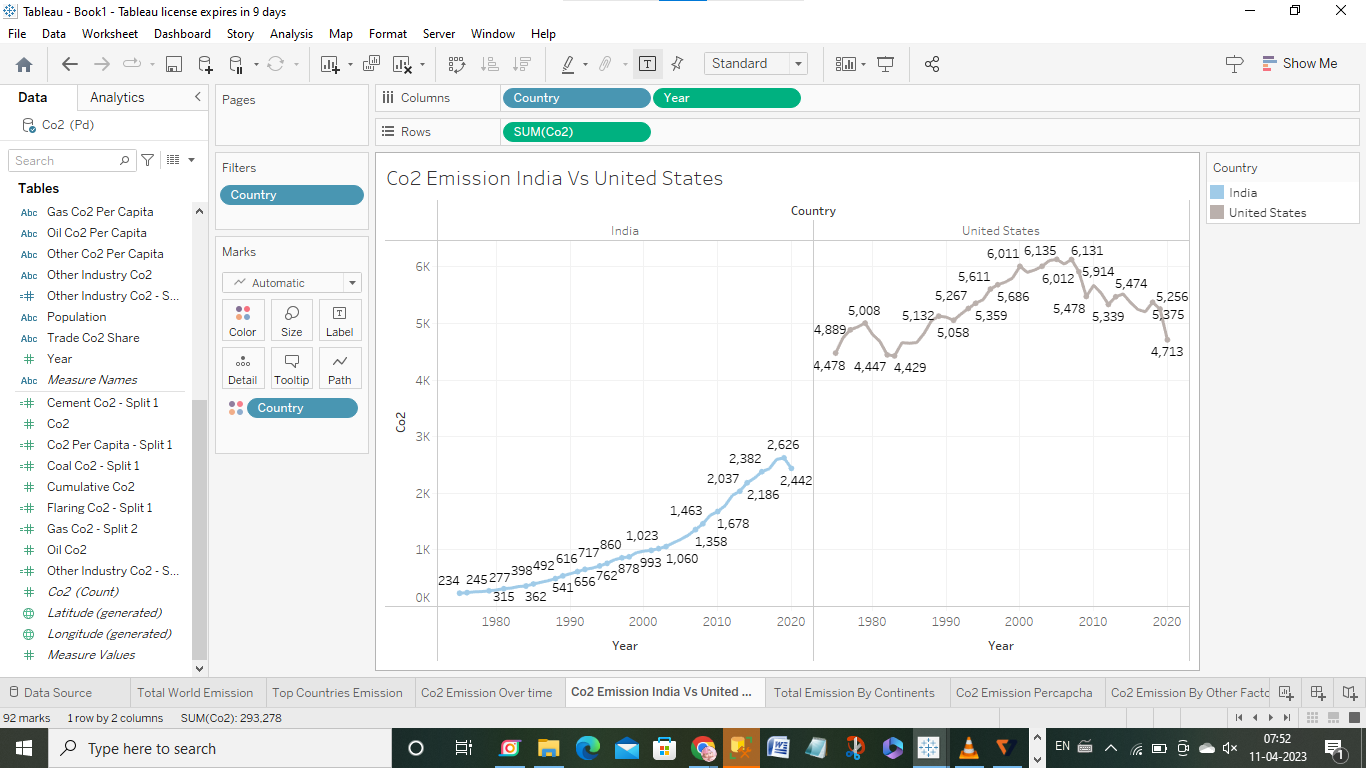 Tableau - Book1 - Tableau license expires in 9 days
File Data Worksheet Dashboard Story Analysis Map Format Server Window Help
Standard
Show Me
Data Analytics
Co2 (Pd)
Search
Tables
Abc Gas Co2 Per Capita
Abc Oil Co2 Per Capita
Abc Other Co2 Per Capita
Abc Other Industry Co2
=# Other Industry Co2 - S...
Abc Population
Abc Trade Co2 Share
# Year
Abc Measure Names
=# Cement Co2 - Split 1
# Co2
=# Co2 Per Capita - Split 1
=# Coal Co2 - Split 1
# Cumulative Co2
=# Flaring Co2 - Split 1
=# Gas Co2 - Split 2
# Oil Co2
=# Other Industry Co2 - S...
# Co2 (Count)
Latitude (generated)
Longitude (generated)
# Measure Values
Pages
Filters
Country
Marks
Automatic
Color Size Label
Detail Tooltip Path
Country
Columns Country Year
Rows SUM(Co2)
Co2 Emission India Vs United States
Country
India United States
Co2
6K
5K
4K
3K
2K
1K
0K
234 245 277 315 398 362 492 541 616 656 717 762 860 878 1,023 993 1,060 1,463 1,358 1,678 2,037 2,186 2,382 2,626 2,442
4,889 4,478 5,008 4,447 4,429 5,132 5,058 5,267 5,359 5,611 5,686 6,011 6,012 6,135 6,131 5,914 5,478 5,339 5,474 5,256 5,375 4,713
1980 1990 2000 2010 2020 1980 1990 2000 2010 2020
Year Year
Country
India
United States
Data Source Total World Emission Top Countries Emission Co2 Emission Over time Co2 Emission India Vs United ... Total Emission By Continents Co2 Emission Percapcha Co2 Emission By Other Facto
92 marks 1 row by 2 columns SUM(Co2): 293,278
Type here to search
EN
07:52
11-04-2023
1